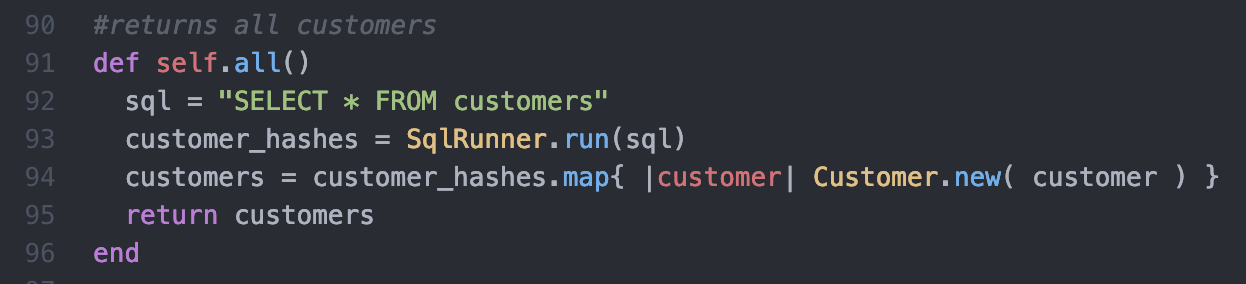 90 #returns all customers
91 def self.all()
92 sql = "SELECT * FROM customers"
93 customer_hashes = SqlRunner.run(sql)
94 customers = customer_hashes.map{ |customer| Customer.new( customer ) }
95 return customers
96 end